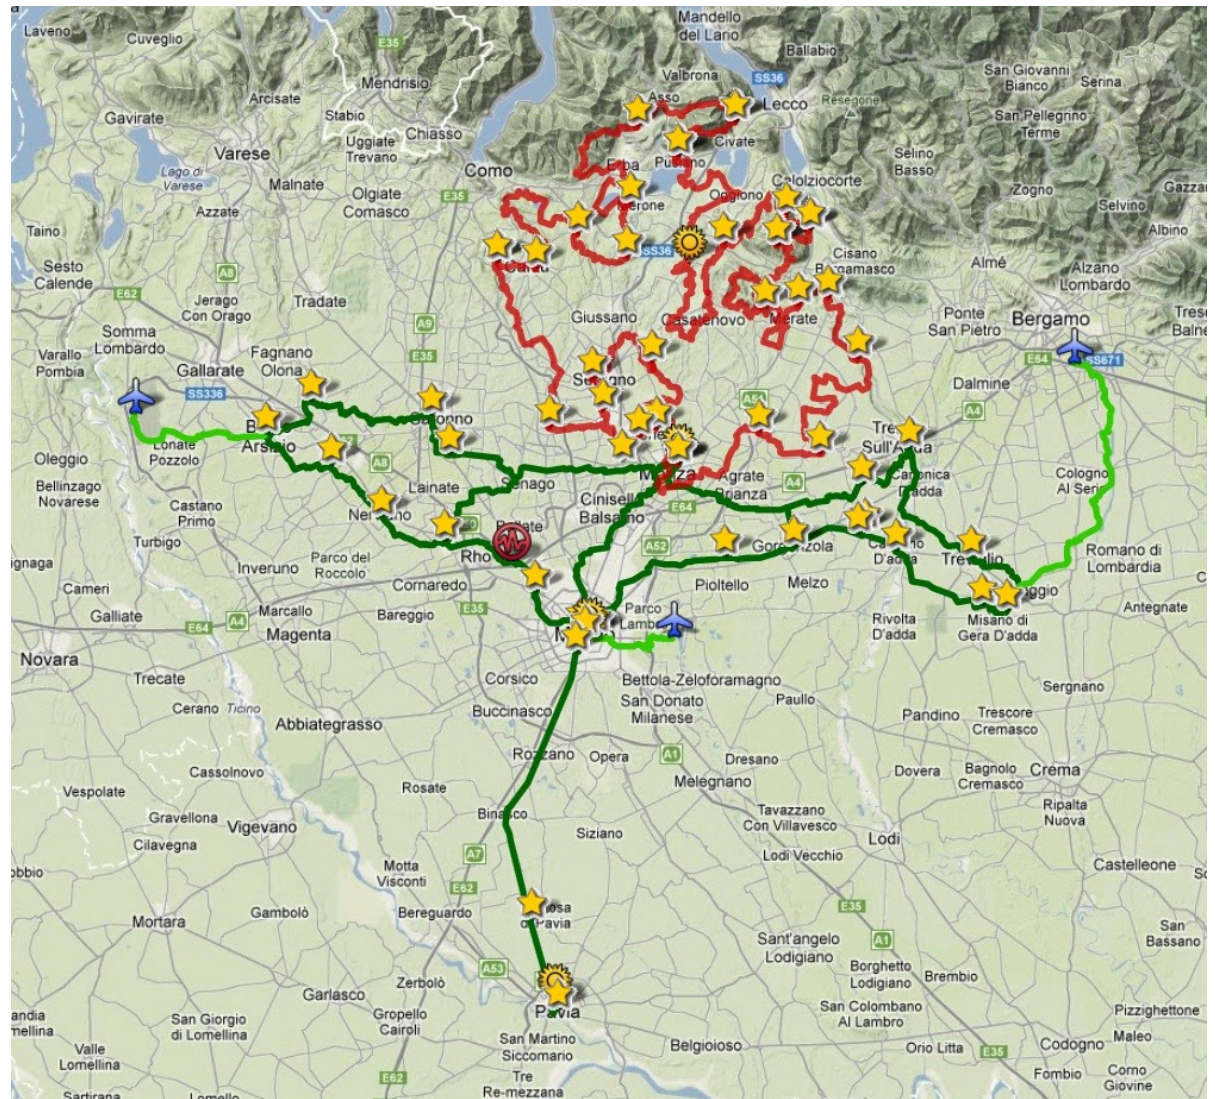 Mandello
del Lario
Laveno
Cuveglio
E35
Ballabio
Valbrona
San Giovanni
Bianco
Serina
SS36
Mendrisio
Arcisate
Asso
Lecco
Resegone
Gavirate
Stabio
Chiasso
San Pellegrino
Terme
Uggiate
Trevano
Civate
Varese
Como
Erba
Pusiano
Selino
Basso
Lago di
Varese
Malnate
Olgiate
Comasco
E35
Oggiono
Calolziocorte
Zogno
Azzate
Selvino
Taino
SS36
Albino
Cisano
Bergamasco
Sesto
Calende
A8
Almé
Alzano
Lombardo
E62
Jerago
Con Orago
Tradate
Giussano
Casatenovo
Merate
Ponte
San Pietro
Bergamo
Somma
Lombardo
A9
Varallo
Pombia
Fagnano
Olona
E35
E64
SS671
Gallarate
SS336
Dalmine
A4
Lonate
Pozzolo
Arsizio
Oleggio
A8
Lainate
Senago
Agrate
Brianza
A4
Cologno
Al Serio
Bellinzago
Novarese
Castano
Primo
Cinisello
Balsamo
E64
Turbigo
A52
Romano di
Lombardia
Inveruno
Parco del
Roccolo
Rho
Cornaredo
Pioltello
Melzo
Cameri
Galliate
Marcallo
Bareggio
E35
Parco
Antegnate
E64
A4
Magenta
Rivolta
D'adda
Misano di
Gera D'adda
Novara
Trecate
Corsico
Bettola-Zeloforamagno
Sergnano
Cerano
Ticino
Buccinasco
San Donato
Milanese
Paullo
Abbiategrasso
Pandino
Trescore
Cremasco
Rozzano
Opera
A1
Dresano
Cassolnovo
Melegnano
Dovera
Bagnolo
Cremasco
Crema
Vespolate
Rosate
Gravellona
Binasco
Tavazzano
Con Villavesco
Ripalta
Nuova
Vigevano
Siziano
Cilavegna
Lodi
A7
Lodi Vecchio
Motta
Visconti
E62
Castelleone
Mortara
Gambolò
Bereguardo
E35
San
Bassano
Sant'angelo
Lodigiano
A1
A53
Zerbolò
Borghetto
Lodigiano
Brembio
Garlasco
Pavia
San Colombano
Al Lambro
Pizzighettone
San Giorgio
di Lomellina
Gropello
Cairoli
San Martino
Siccomario
Belgioioso
Maleo
Valle
Lomellina
Orio Litta
E35
Codogno
E62
Tre
Re-mezzana
Fombio
Corno
Giovine
Lomello